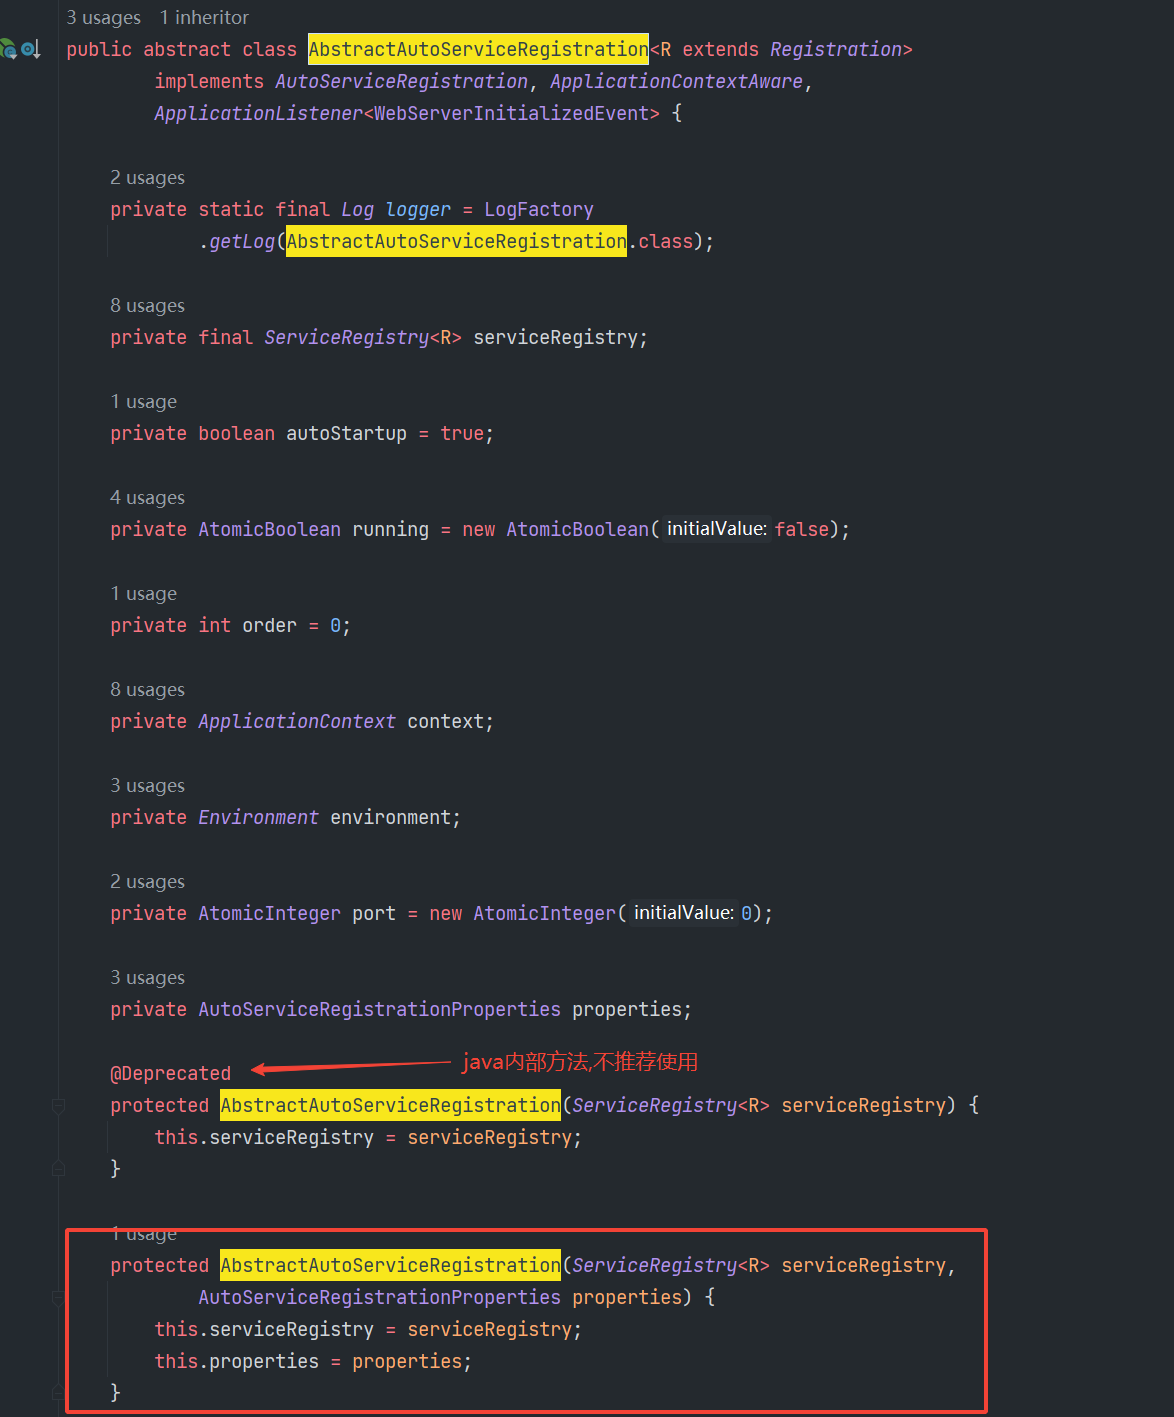 3 usages   1 inheritor
public abstract class AbstractAutoServiceRegistration<R extends Registration>
        implements AutoServiceRegistration, ApplicationContextAware,
        ApplicationListener<WebServerInitializedEvent> {
    2 usages
    private static final Log logger = LogFactory
            .getLog(AbstractAutoServiceRegistration.class);
    8 usages
    private final ServiceRegistry<R> serviceRegistry;
    1 usage
    private boolean autoStartup = true;
    4 usages
    private AtomicBoolean running = new AtomicBoolean( initialValue: false);
    1 usage
    private int order = 0;
    8 usages
    private ApplicationContext context;
    3 usages
    private Environment environment;
    2 usages
    private AtomicInteger port = new AtomicInteger( initialValue: 0);
    3 usages
    private AutoServiceRegistrationProperties properties;
    @Deprecated java内部方法,不推荐使用
    protected AbstractAutoServiceRegistration(ServiceRegistry<R> serviceRegistry) {
        this.serviceRegistry = serviceRegistry;
    }
    1 usage
    protected AbstractAutoServiceRegistration(ServiceRegistry<R> serviceRegistry,
            AutoServiceRegistrationProperties properties) {
        this.serviceRegistry = serviceRegistry;
        this.properties = properties;
    }